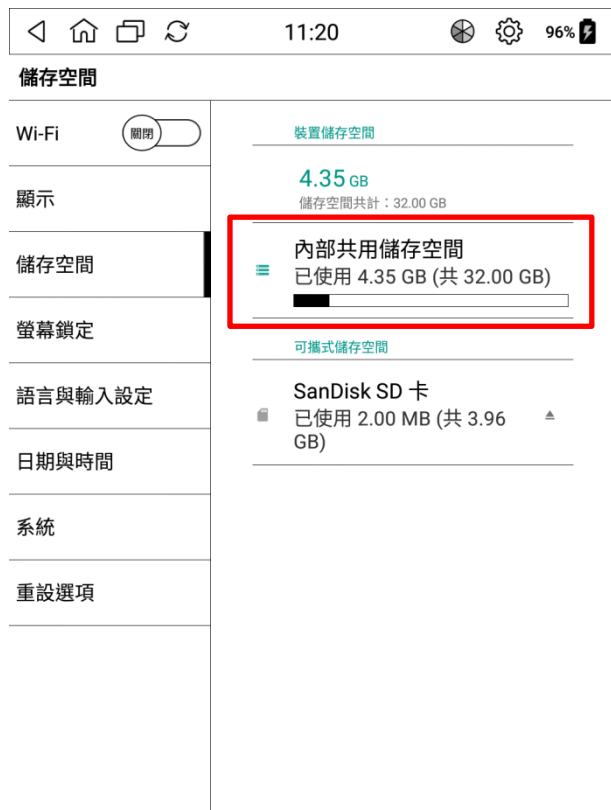 11:20
96%
儲存空間
Wi-Fi
關閉
顯示
儲存空間
螢幕鎖定
語言與輸入設定
日期與時間
系統
重設選項
裝置儲存空間
4.35 GB
儲存空間共計：32.00 GB
內部共用儲存空間
已使用 4.35 GB (共 32.00 GB)
可攜式儲存空間
SanDisk SD 卡
已使用 2.00 MB (共 3.96
GB)